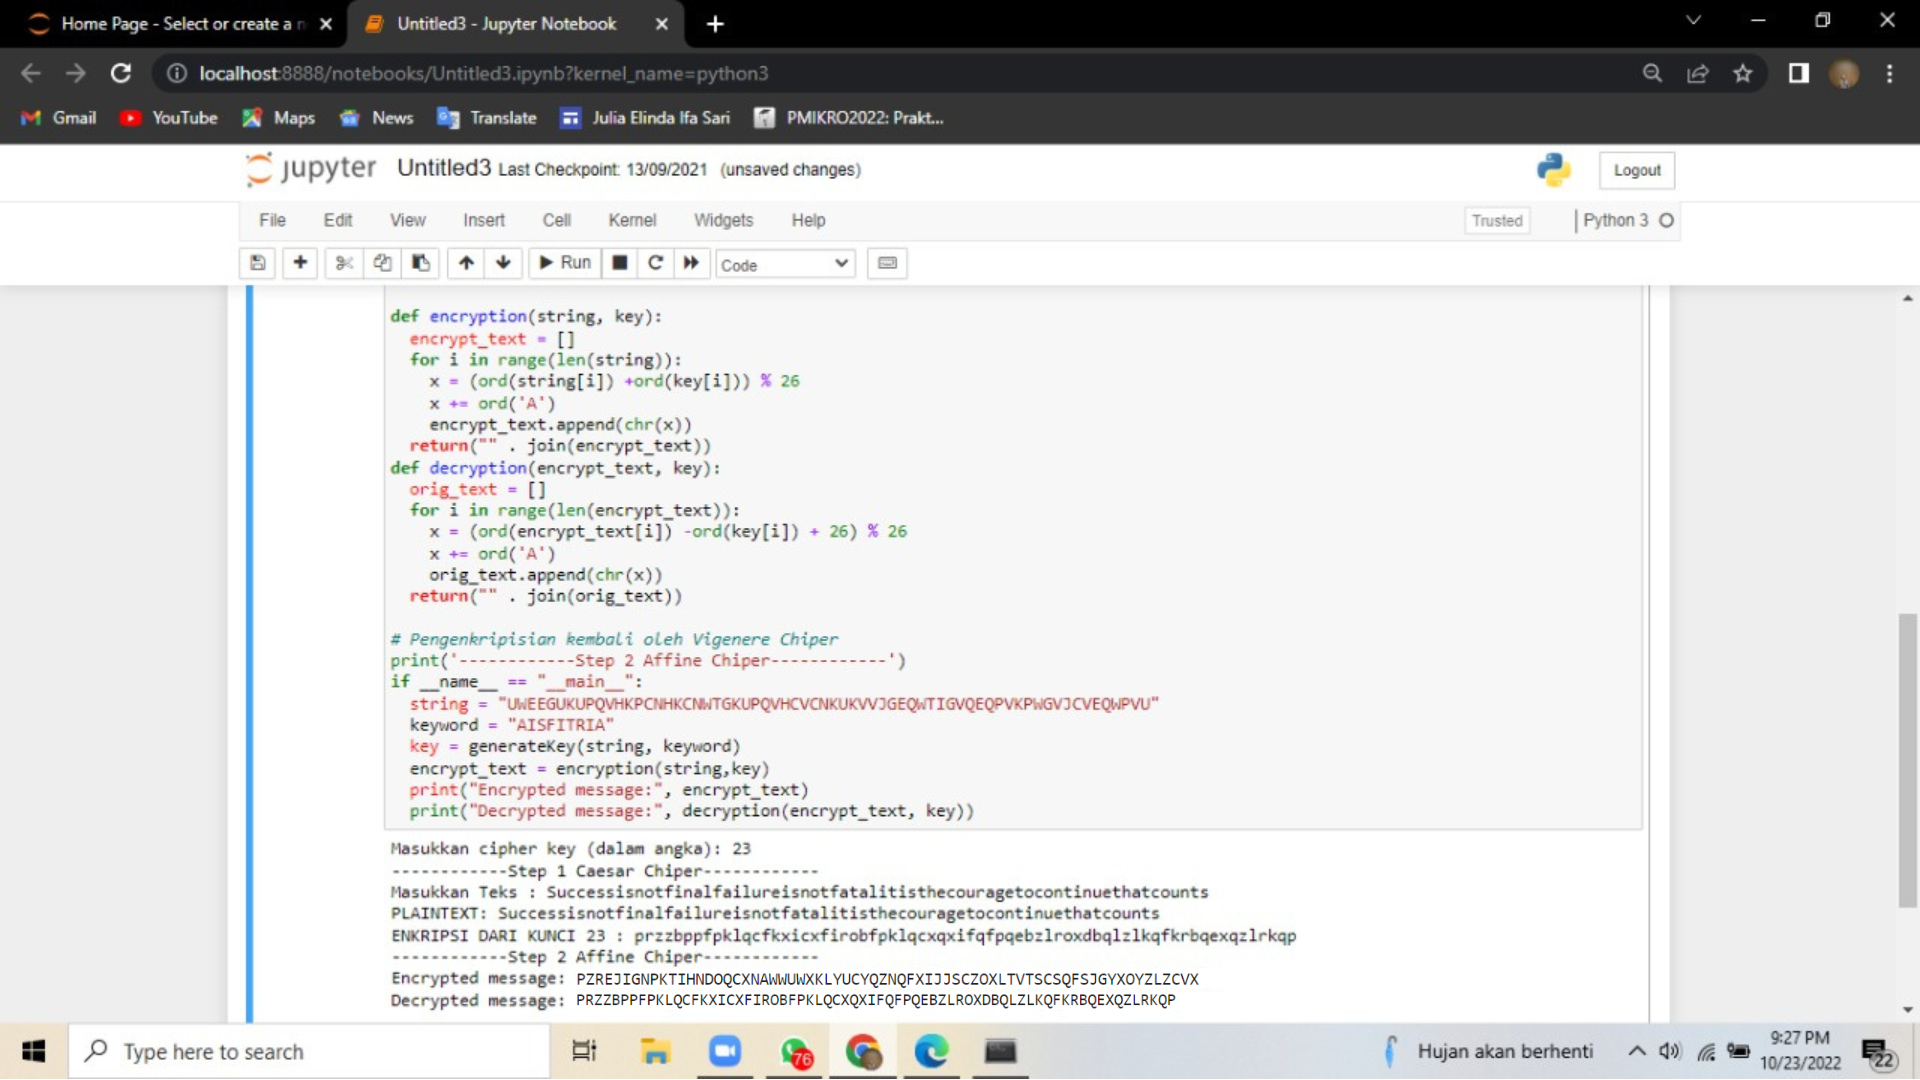 Home Page - Select or create a n
Untitled3 - Jupyter Notebook
localhost:8888/notebooks/Untitled3.ipynb?kernel_name=python3
Gmail YouTube Maps News Translate Julia Elinda Ifa Sari PMIKRO2022: Prakt...
jupyter Untitled3 Last Checkpoint: 13/09/2021 (unsaved changes) Logout
File Edit View Insert Cell Kernel Widgets Help Trusted Python 3
Run Code
def encryption(string, key):
  encrypt_text = []
  for i in range(len(string)):
    x = (ord(string[i]) +ord(key[i])) % 26
    x += ord('A')
    encrypt_text.append(chr(x))
  return("" . join(encrypt_text))
def decryption(encrypt_text, key):
  orig_text = []
  for i in range(len(encrypt_text)):
    x = (ord(encrypt_text[i]) -ord(key[i]) + 26) % 26
    x += ord('A')
    orig_text.append(chr(x))
  return("" . join(orig_text))
# Pengenkripisian kembali oleh Vigenere Chiper
print('------------Step 2 Affine Chiper------------')
if __name__ == "__main__":
  string = "UWEEGUKUPQVHKPCNHKCNWTGKUPQVHCVCNKUKVVJGEQWTIGVQEQPVKPWGVJCVEQWPVU"
  keyword = "AISFITRIA"
  key = generateKey(string, keyword)
  encrypt_text = encryption(string,key)
  print("Encrypted message:", encrypt_text)
  print("Decrypted message:", decryption(encrypt_text, key))
Masukkan cipher key (dalam angka): 23
------------Step 1 Caesar Chiper------------
Masukkan Teks : Successisnotfinalfailureisnotfatalitisthecouragetocontinuethatcounts
PLAINTEXT: Successisnotfinalfailureisnotfatalitisthecouragetocontinuethatcounts
ENKRIPSI DARI KUNCI 23 : przzbppfpklqcfkxicxfirobfpklqcxqxifqfpqebzlroxdbqlzlkqfkrbqexqzlrkqp
------------Step 2 Affine Chiper------------
Encrypted message: PZREJIGNPKTIHNDOQCXNAWWUWXKLYUCYQZNQFXIJJSCZOXLTVTSCSQFSJGYXOYZLZCVX
Decrypted message: PRZZBPPFPKLQCFKXICXFIROBFPKLQCXQXIFQFPQEBZLROXDBQLZLKQFKRBQEXQZLRKQP
Type here to search 76 Hujan akan berhenti 9:27 PM
10/23/2022 22